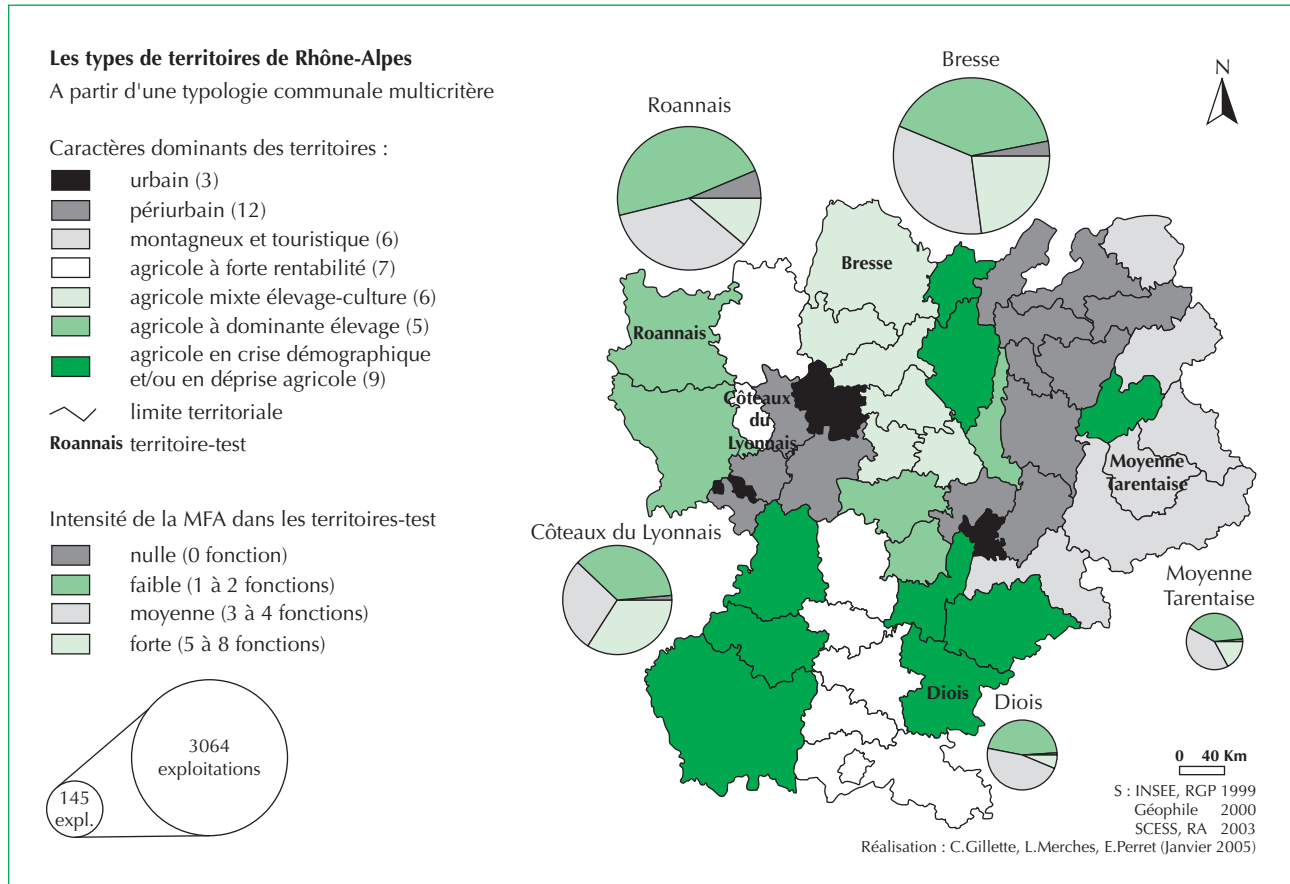 Les types de territoires de Rhône-Alpes
A partir d'une typologie communale multicritère
Caractères dominants des territoires :
urbain (3)
périurbain (12)
montagneux et touristique (6)
agricole à forte rentabilité (7)
agricole mixte élevage-culture (6)
agricole à dominante élevage (5)
agricole en crise démographique
et/ou en déprise agricole (9)
limite territoriale
Roannais territoire-test
Intensité de la MFA dans les territoires-test
nulle (0 fonction)
faible (1 à 2 fonctions)
moyenne (3 à 4 fonctions)
forte (5 à 8 fonctions)
3064
exploitations
145
expl.
Bresse
N
Roannais
Bresse
Roannais
Côteaux
du
Lyonnais
Moyenne
Tarentaise
Côteaux du Lyonnais
Moyenne
Tarentaise
Diois
Diois
0 40 Km
S : INSEE, RGP 1999
Géophile 2000
SCESS, RA 2003
Réalisation : C.Gillette, L.Merches, E.Perret (Janvier 2005)